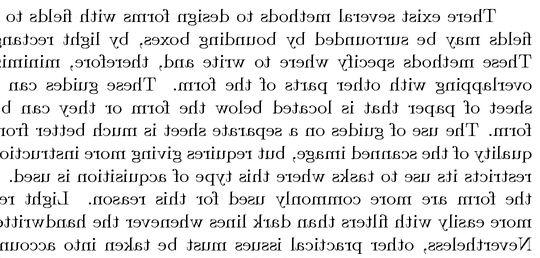 There exist several methods to design forms with fields to
fields may be surrounded by bounding boxes, by light rectang
These methods specify where to write and, therefore, minimi
overlapping with other parts of the form. These guides can
sheet of paper that is located below the form or they can b
form. The use of guides on a separate sheet is much better fro
quality of the scanned image, but requires giving more instructio
restricts its use to tasks where this type of acquisition is used.
the form are more commonly used for this reason. Light re
more easily with filters than dark lines whenever the handwritte
Nevertheless, other practical issues must be taken into accoun